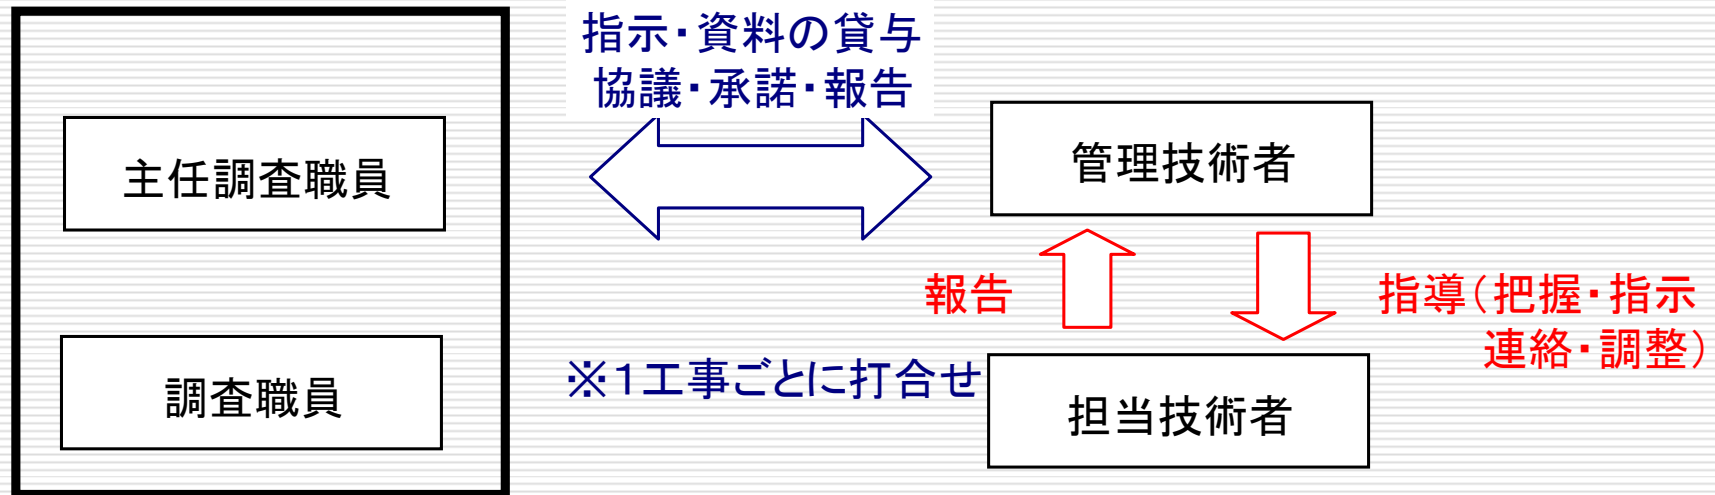 指示・資料の貸与
協議・承諾・報告
主任調査職員
管理技術者
報告
指導(把握・指示
連絡・調整)
調査職員
※1工事ごとに打合せ
担当技術者